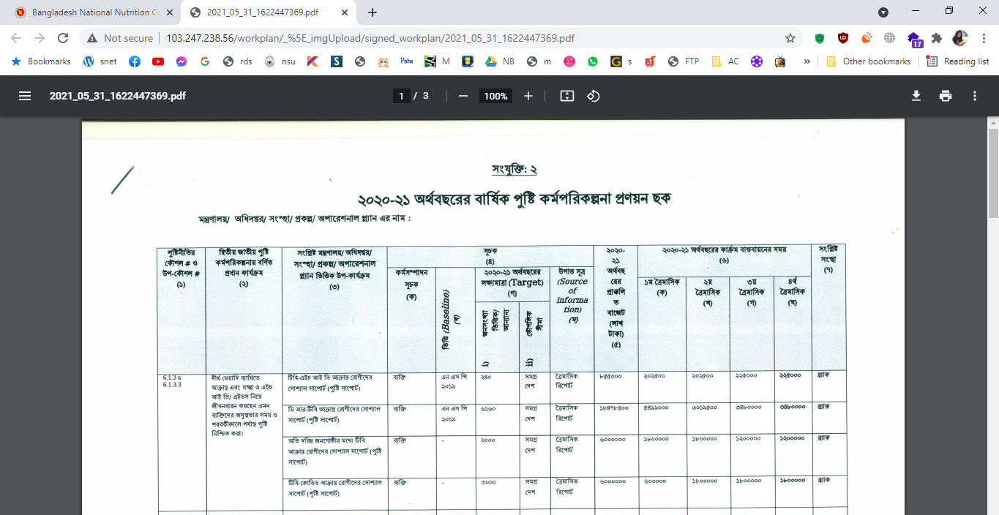 Bangladesh National Nutrition Co
2021_05_31_1622447369.pdf
Not secure
103.247.238.56/workplan/_%5E_imgUpload/signed_workplan/2021_05_31_1622447369.pdf
17
Bookmarks
snet
rds
nsu
Pahe
M
NB
m
s
FTP
AC
Other bookmarks
Reading list
2021_05_31_1622447369.pdf
1 / 3
100%
সংযুক্তি: ২
২০২০-২১ অর্থবছরের বার্ষিক পুষ্টি কর্মপরিকল্পনা প্রণয়ন ছক
মন্ত্রণালয়/ অধিদপ্তর/ সংস্হা/ প্রকল্প/ অপারেশনাল প্ল্যান এর নাম :
পুষ্টিনীতির
কৌশল # ও
উপ-কৌশল #
(১)
দ্বিতীয় জাতীয় পুষ্টি
কর্মপরিকল্পনায় বর্ণিত
প্রধান কার্যক্রম
(২)
সংশ্লিষ্ট মন্ত্রণালয়/ অধিদপ্তর/
সংস্হা/ প্রকল্প/ অপারেশনাল
প্ল্যান ভিত্তিক উপ-কার্যক্রম
(৩)
সূচক
(৪)
কর্মসম্পাদন
সূচক
(ক)
ভিত্তি (Baseline)
(খ)
২০২০-২১ অর্থবছরের
লক্ষ্যমাত্রা (Target)
(গ)
জনসংখ্যা
ভিত্তিক/
অন্যান্য
i)
ভৌগলিক
সীমা
ii)
উপাত্ত সূত্র
(Source
of
informa
tion)
(ঘ)
২০২০-
২১
অর্থবছ
রের
প্রাক্কলি
ত
বাজেট
(লাখ
টাকা)
(৫)
২০২০-২১ অর্থবছরের কার্ক্রম বাস্তবায়নের সময়
(৬)
১ম ত্রৈমাসিক
(ক)
২য়
ত্রৈমাসিক
(খ)
৩য়
ত্রৈমাসিক
(গ)
৪র্থ
ত্রৈমাসিক
(ঘ)
সংশ্লিষ্ট
সংস্থা
(৭)
6.1.3 &
6.1.3.3
দীর্ঘ মেয়াদি ব্যাধিতে
আক্রান্ত এবং যক্ষ্মা ও এইচ
আই ভি/ এইডস নিয়ে
জীবনধারন করছেন এমন
ব্যক্তিদের অসুস্থতার সময় ও
পরবর্তীকালে পর্যাপ্ত পুষ্টি
নিশ্চিত করা।
টিবি-এইচ আই ভি আক্রান্ত রোগীদের
সোশ্যাল সাপোর্ট (পুষ্টি সাপোর্ট)
ব্যক্তি
এন এস পি
২০১৯
২৪০
সমগ্র
দেশ
ত্রৈমাসিক
রিপোর্ট
৮৫৫০০০
২০২৫০০
২০২৫০০
২২৫০০০
২২৫০০০
ব্র্যাক
ডি আর-টিবি আক্রান্ত রোগীদের সোশ্যাল
সাপোর্ট (পুষ্টি সাপোর্ট)
ব্যক্তি
এন এস পি
২০১৯
৬১৬০
সমগ্র
দেশ
ত্রৈমাসিক
রিপোর্ট
১৮৪৭৮৫০০
৫৪৯৯০০০
৬০১৯৫০০
৩৪৮০০০০
৩৪৮০০০০
ব্র্যাক
অতি দরিদ্র জনগোষ্ঠীর মধ্যে টিবি
আক্রান্ত রোগীদের সোশ্যাল সাপোর্ট (পুষ্টি
সাপোর্ট)
ব্যক্তি
-
২০০০
সমগ্র
দেশ
ত্রৈমাসিক
রিপোর্ট
৬০০০০০০
১৮০০০০০
১৮০০০০০
১২০০০০০
১২০০০০০
ব্র্যাক
টিবি-কোভিড আক্রান্ত রোগীদের সোশ্যাল
সাপোর্ট (পুষ্টি সাপোর্ট)
ব্যক্তি
-
৩০০০
সমগ্র
দেশ
ত্রৈমাসিক
রিপোর্ট
৬০০০০০০
৬০০০০০
১৮০০০০০
১৮০০০০০
১৮০০০০০
ব্র্যাক